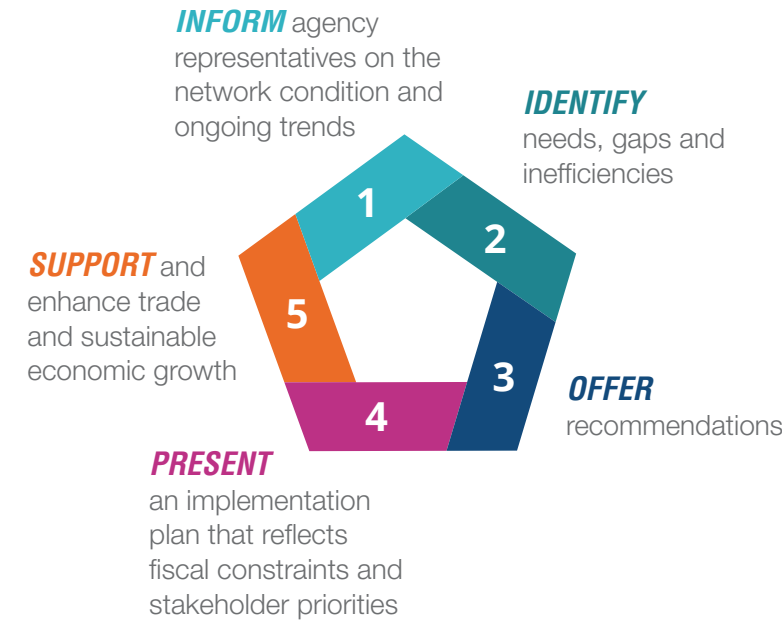 INFORM agency
representatives on the
network condition and
ongoing trends
1
IDENTIFY
needs, gaps and
inefficiencies
2
OFFER
recommendations
3
PRESENT
an implementation
plan that reflects
fiscal constraints and
stakeholder priorities
4
SUPPORT and
enhance trade
and sustainable
economic growth
5